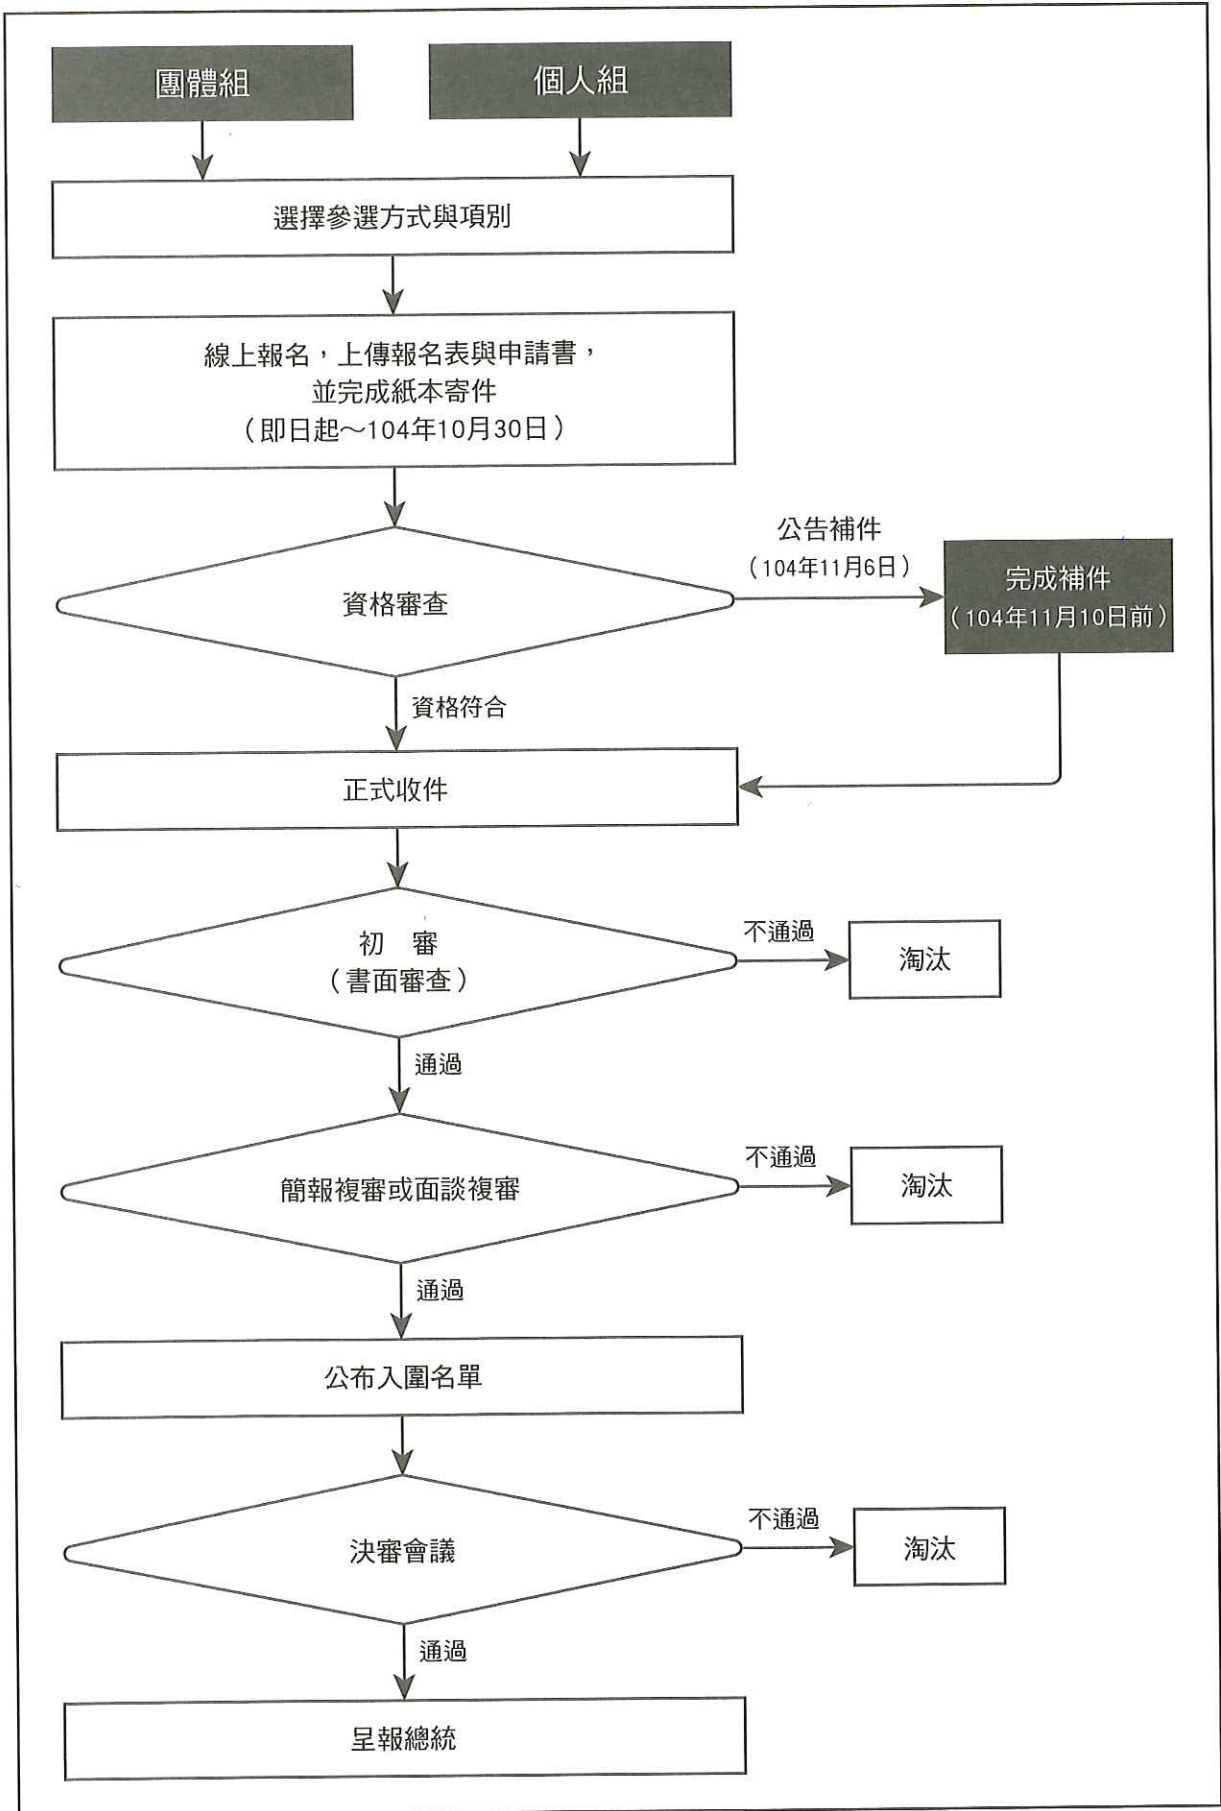 團體組
個人組
選擇參選方式與項別
線上報名，上傳報名表與申請書，
並完成紙本寄件
（即日起～104年10月30日）
資格審查
公告補件
（104年11月6日）
完成補件
（104年11月10日前）
資格符合
正式收件
初　審
（書面審查）
不通過
淘汰
通過
簡報複審或面談複審
不通過
淘汰
通過
公布入圍名單
決審會議
不通過
淘汰
通過
呈報總統